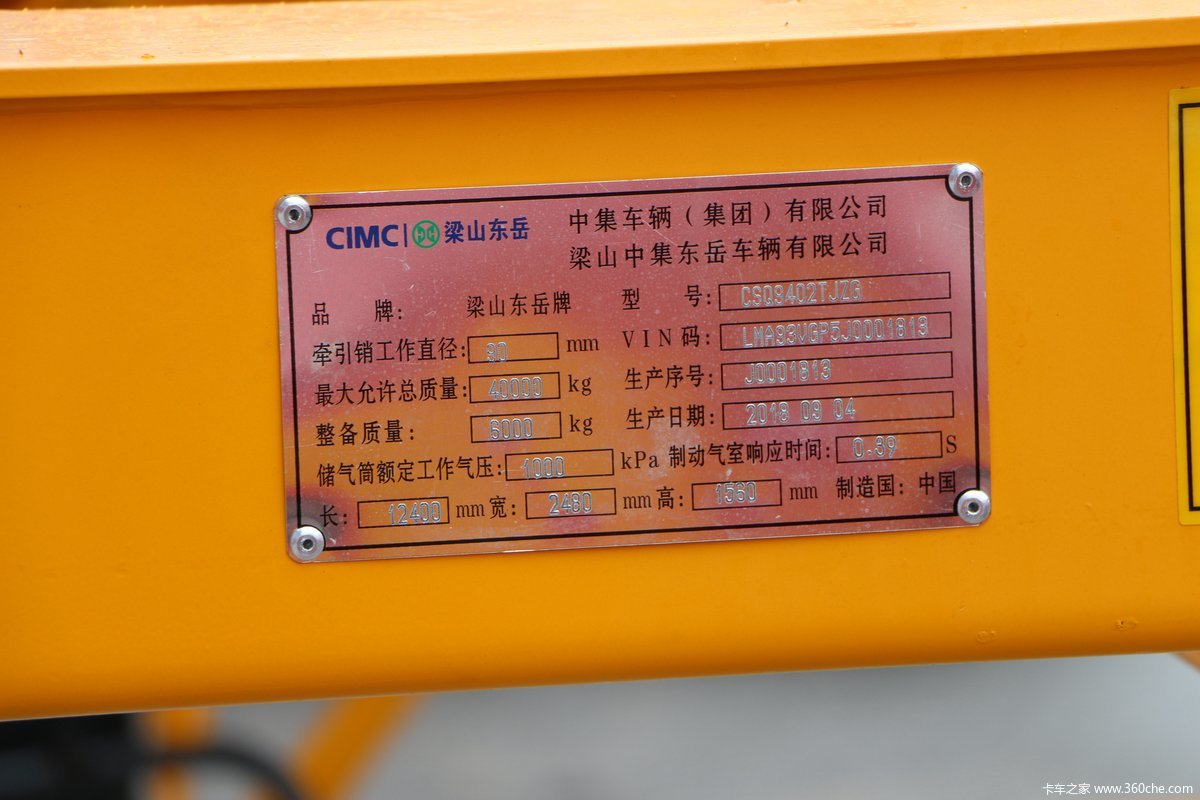 CIMC 梁山东岳 中集车辆(集团)有限公司
梁山中集东岳车辆有限公司
品 牌: 梁山东岳牌 型 号: CSQ9402TJZG
牵引销工作直径: 90 mm VIN码: LMA93VGP5J0001813
最大允许总质量: 40000 kg 生产序号: J0001813
整备质量: 6000 kg 生产日期: 2018 09 04
储气筒额定工作气压: 1000 kPa 制动气室响应时间: 0.39 S
长: 12400 mm 宽: 2480 mm 高: 1560 mm 制造国: 中国
卡车之家 www.360che.com